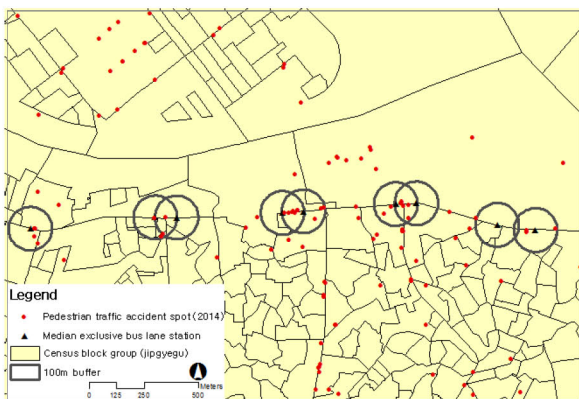 Legend
Pedestrian traffic accident spot(2014)
Median exclusive bus lane station
Census block group (jipgyegu)
100m buffer
Meters
0 125 250 500